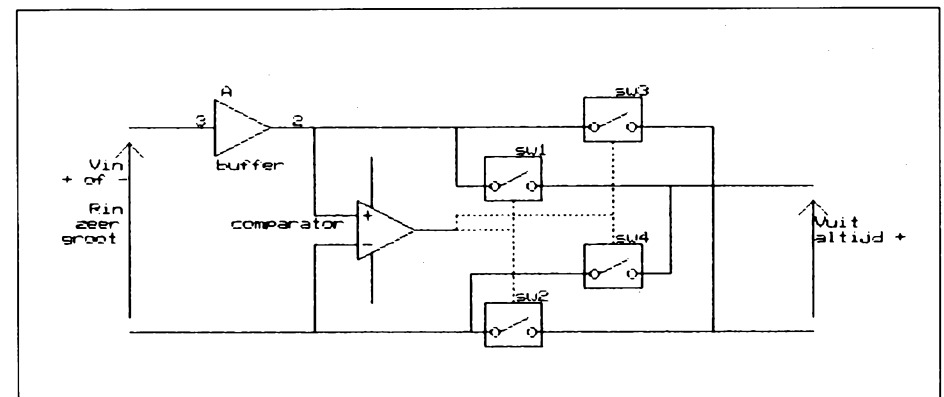 A
3
2
buffer
Vin
+ of -
Rin
zeer
groot
comparator
+
-
sw3
sw1
sw4
sw2
Vuit
altijd +